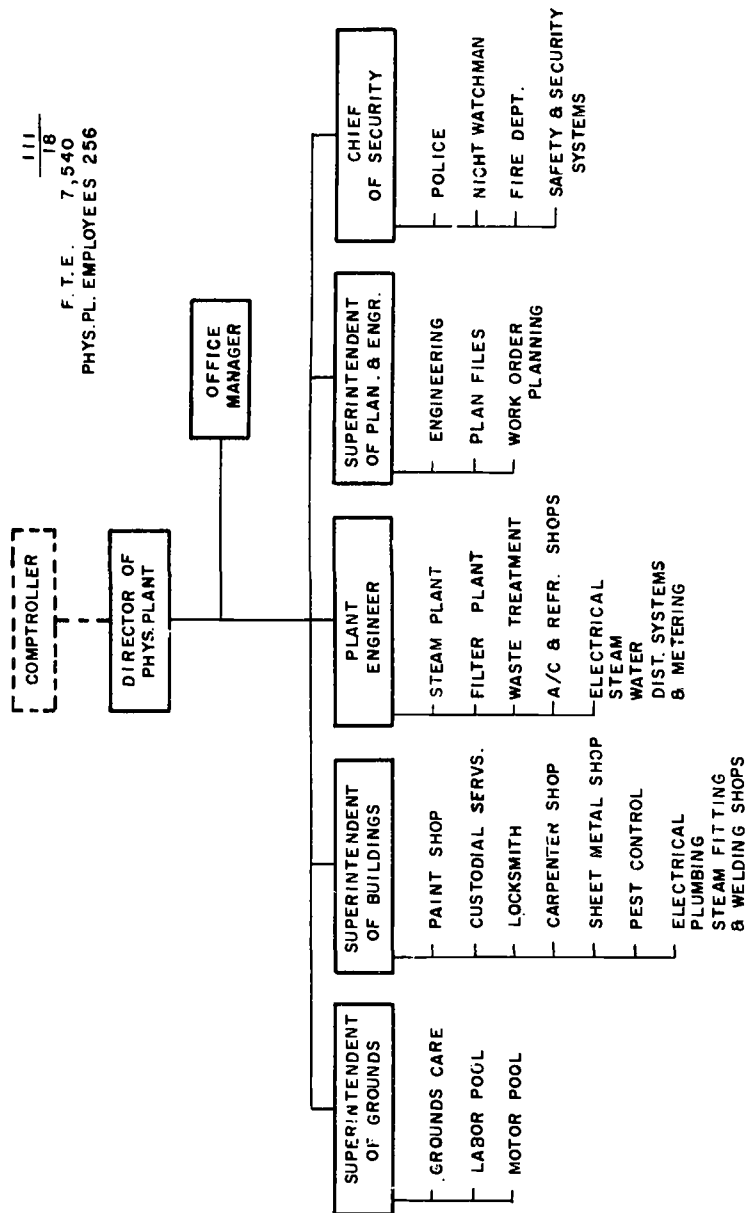 111
18
F.T.E. 7,540
PHYS.PL. EMPLOYEES 256
COMPTROLLER
DIRECTOR OF
PHYS. PLANT
OFFICE
MANAGER
SUPERINTENDENT
OF GROUNDS
GROUNDS CARE
LABOR POOL
MOTOR POOL
SUPERINTENDENT
OF BUILDINGS
PAINT SHOP
CUSTODIAL SERVS.
LOCKSMITH
CARPENTER SHOP
SHEET METAL SHOP
PEST CONTROL
ELECTRICAL
PLUMBING
STEAM FITTING
& WELDING SHOPS
PLANT
ENGINEER
STEAM PLANT
FILTER PLANT
WASTE TREATMENT
A/C & REFR. SHOPS
ELECTRICAL
STEAM
WATER
DIST. SYSTEMS
& METERING
SUPERINTENDENT
OF PLAN. & ENGR.
ENGINEERING
PLAN FILES
WORK ORDER
PLANNING
CHIEF
OF SECURITY
POLICE
NIGHT WATCHMAN
FIRE DEPT.
SAFETY & SECURITY
SYSTEMS